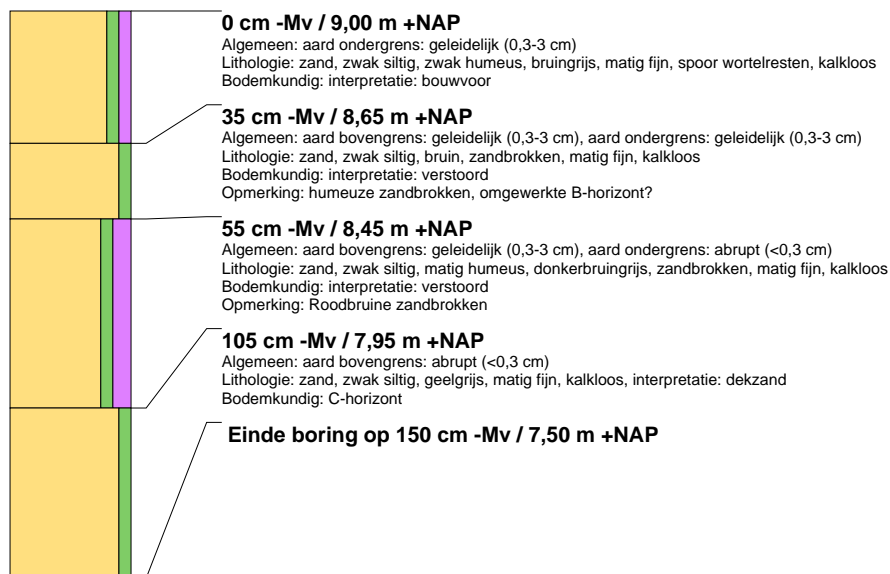 0 cm -Mv / 9,00 m +NAP
Algemeen: aard ondergrens: geleidelijk (0,3-3 cm)
Lithologie: zand, zwak siltig, zwak humeus, bruingrijs, matig fijn, spoor wortelresten, kalkloos
Bodemkundig: interpretatie: bouwvoor
35 cm -Mv / 8,65 m +NAP
Algemeen: aard bovengrens: geleidelijk (0,3-3 cm), aard ondergrens: geleidelijk (0,3-3 cm)
Lithologie: zand, zwak siltig, bruin, zandbrokken, matig fijn, kalkloos
Bodemkundig: interpretatie: verstoord
Opmerking: humeuze zandbrokken, omgewerkte B-horizont?
55 cm -Mv / 8,45 m +NAP
Algemeen: aard bovengrens: geleidelijk (0,3-3 cm), aard ondergrens: abrupt (<0,3 cm)
Lithologie: zand, zwak siltig, matig humeus, donkerbruingrijs, zandbrokken, matig fijn, kalkloos
Bodemkundig: interpretatie: verstoord
Opmerking: Roodbruine zandbrokken
105 cm -Mv / 7,95 m +NAP
Algemeen: aard bovengrens: abrupt (<0,3 cm)
Lithologie: zand, zwak siltig, geelgrijs, matig fijn, kalkloos, interpretatie: dekzand
Bodemkundig: C-horizont
Einde boring op 150 cm -Mv / 7,50 m +NAP